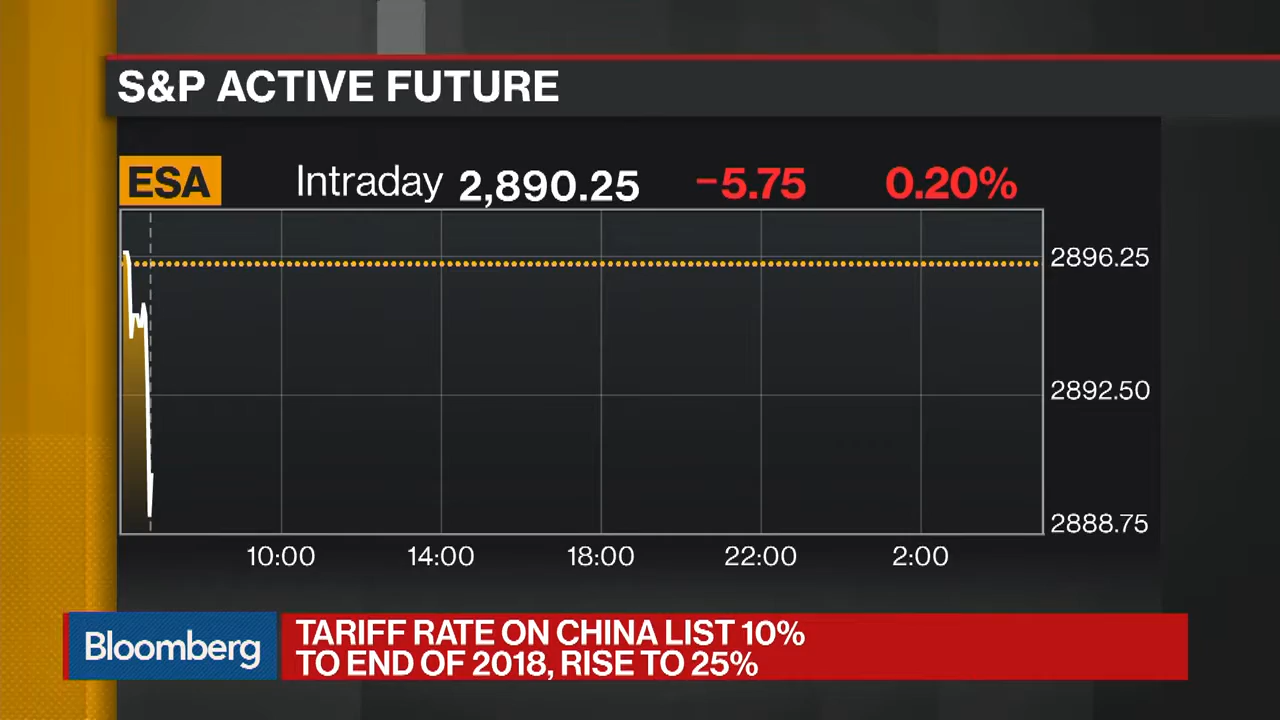 S&P ACTIVE FUTURE
ESA Intraday 2,890.25 −5.75 0.20%
2896.25
2892.50
2888.75
10:00 14:00 18:00 22:00 2:00
Bloomberg
TARIFF RATE ON CHINA LIST 10%
TO END OF 2018, RISE TO 25%